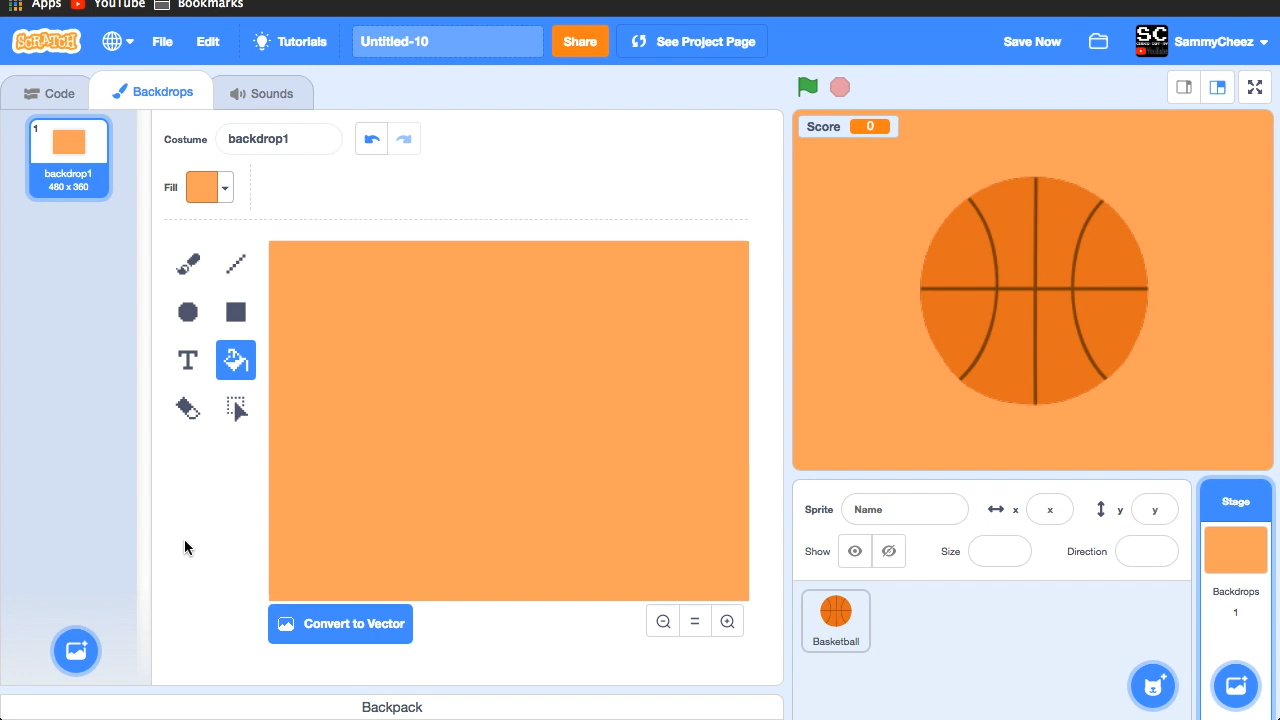 Apps YouTube Bookmarks
SCRATCH File Edit Tutorials Untitled-10 Share See Project Page Save Now SammyCheez
Code Backdrops Sounds
1
backdrop1
480 x 360
Costume backdrop1
Fill
Convert to Vector
Backpack
Score 0
Sprite Name x x y y
Show Size Direction
Basketball
Stage
Backdrops
1